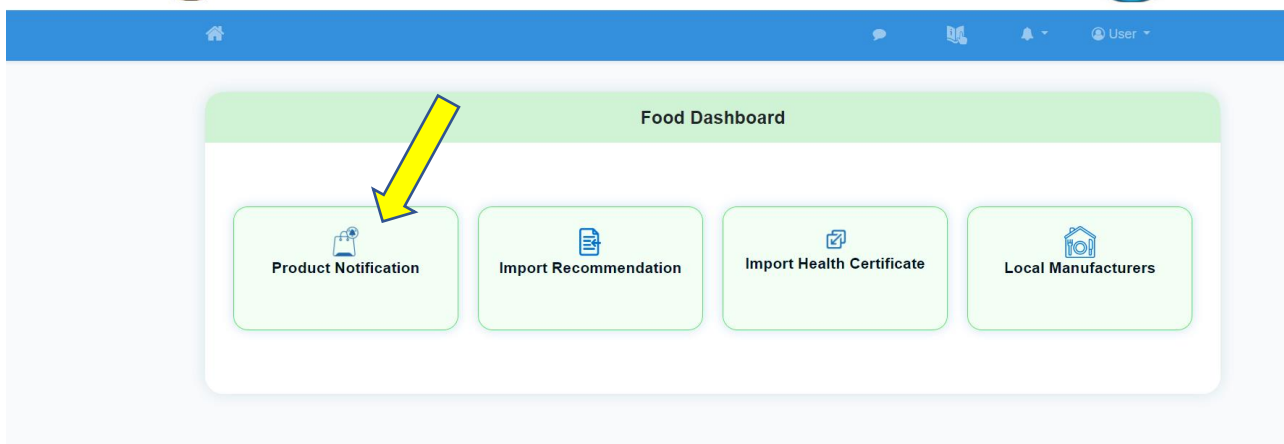 User
Food Dashboard
Product Notification
Import Recommendation
Import Health Certificate
Local Manufacturers